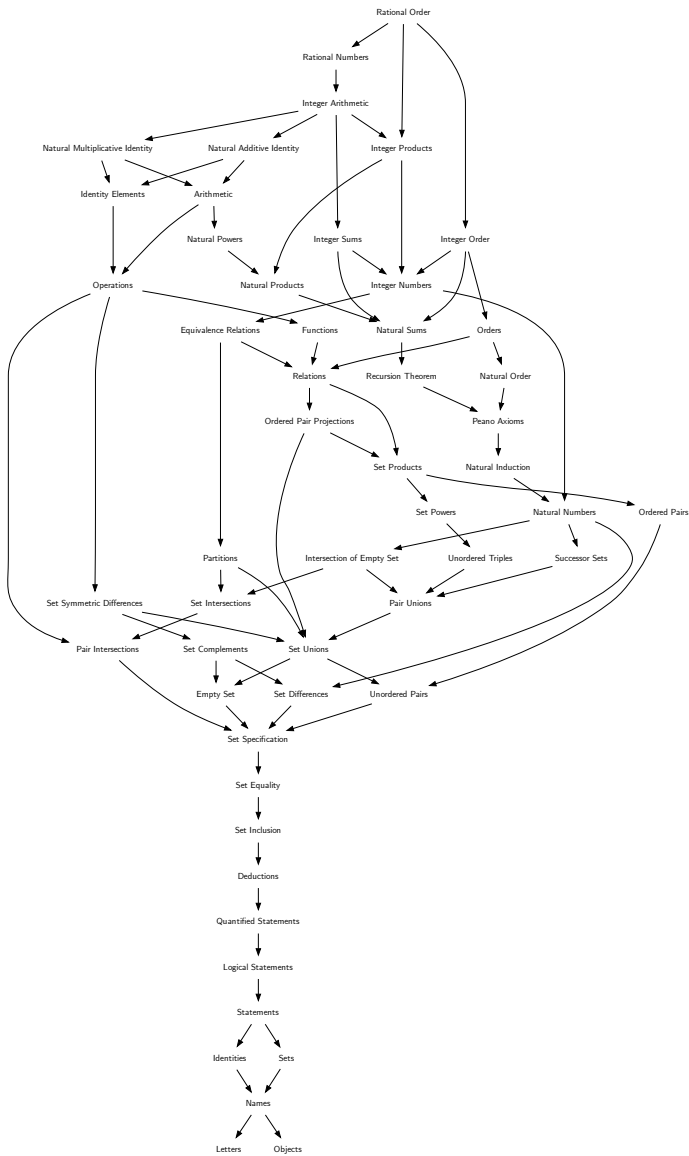 Rational Order
Rational Numbers
Integer Arithmetic
Natural Multiplicative Identity
Natural Additive Identity
Integer Products
Identity Elements
Arithmetic
Natural Powers
Integer Sums
Integer Order
Operations
Natural Products
Integer Numbers
Equivalence Relations
Functions
Natural Sums
Orders
Relations
Recursion Theorem
Natural Order
Ordered Pair Projections
Peano Axioms
Set Products
Natural Induction
Set Powers
Natural Numbers
Ordered Pairs
Partitions
Intersection of Empty Set
Unordered Triples
Successor Sets
Set Symmetric Differences
Set Intersections
Pair Unions
Pair Intersections
Set Complements
Set Unions
Empty Set
Set Differences
Unordered Pairs
Set Specification
Set Equality
Set Inclusion
Deductions
Quantified Statements
Logical Statements
Statements
Identities
Sets
Names
Letters
Objects